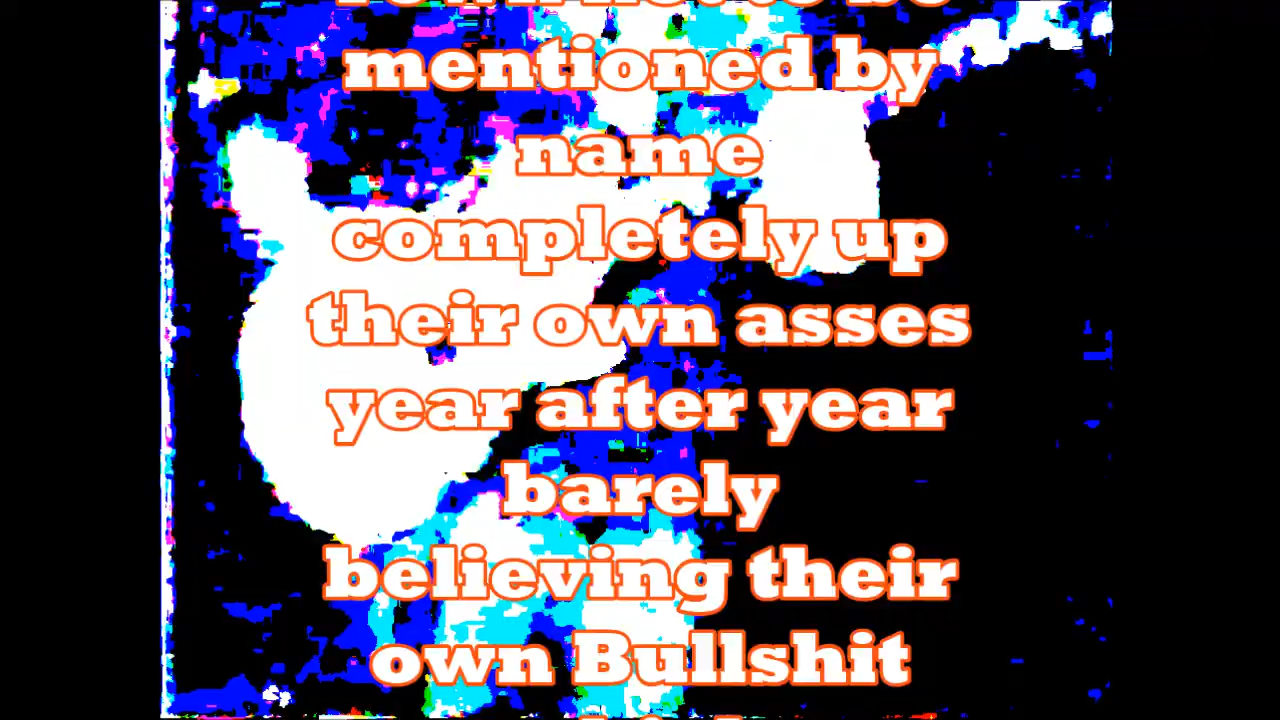 mentioned by
name
completely up
their own asses
year after year
barely
believing their
own Bullshit